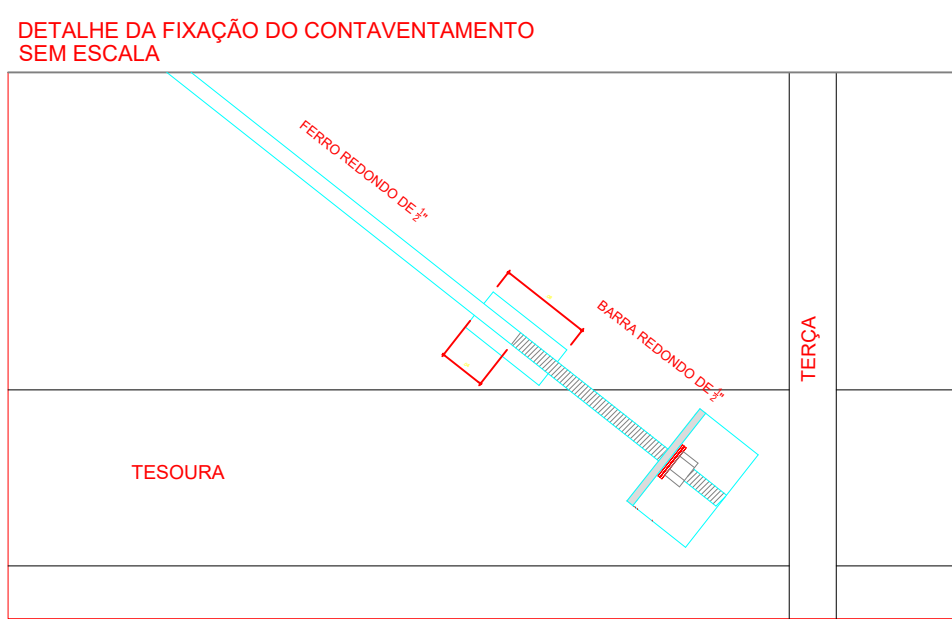 DETALHE DA FIXAÇÃO DO CONTAVENTAMENTO
SEM ESCALA
FERRO REDONDO DE 1/2"
BARRA REDONDO DE 1/2"
TERÇA
TESOURA